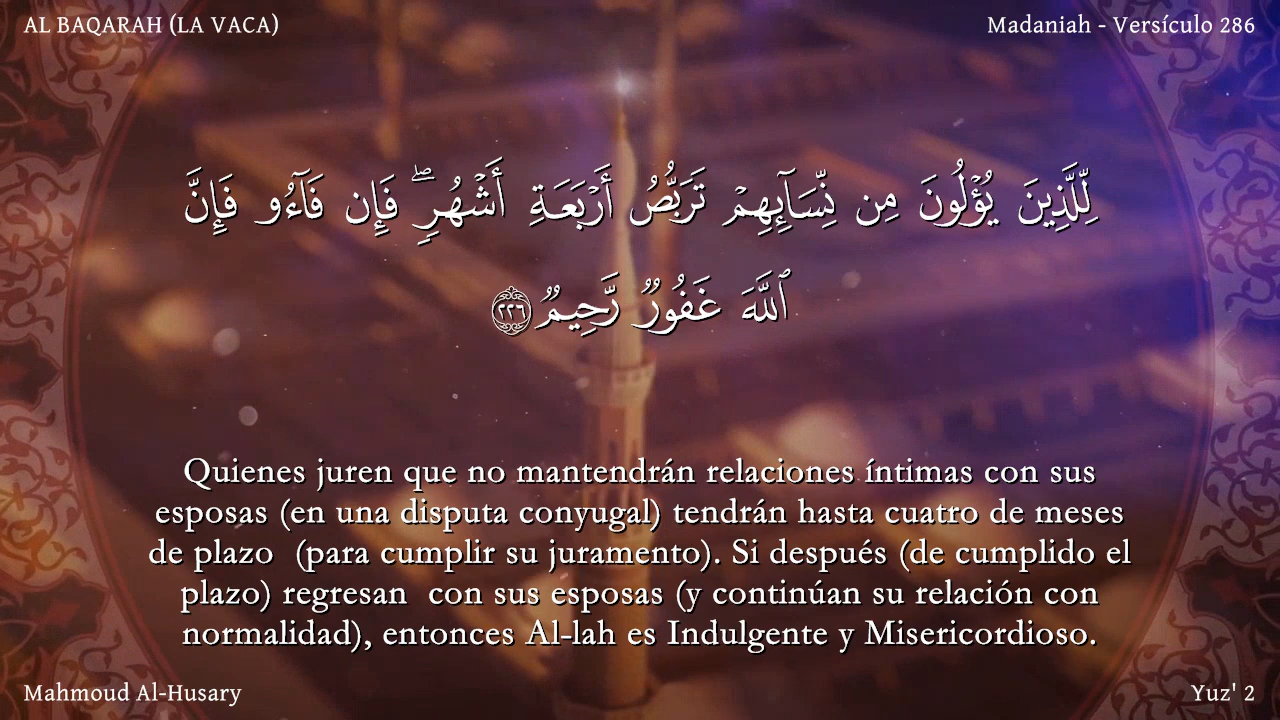 AL BAQARAH (LA VACA)
Madaniah - Versículo 286
لِّلَّذِينَ يُؤۡلُونَ مِن نِّسَآئِهِمۡ تَرَبُّصُ أَرۡبَعَةِ أَشۡهُرٖۖ فَإِن فَآءُو فَإِنَّ
ٱللَّهَ غَفُورٞ رَّحِيمٞ ٢٢٦
Quienes juren que no mantendrán relaciones íntimas con sus
esposas (en una disputa conyugal) tendrán hasta cuatro de meses
de plazo  (para cumplir su juramento). Si después (de cumplido el
plazo) regresan  con sus esposas (y continúan su relación con
normalidad), entonces Al-lah es Indulgente y Misericordioso.
Mahmoud Al-Husary
Yuz' 2